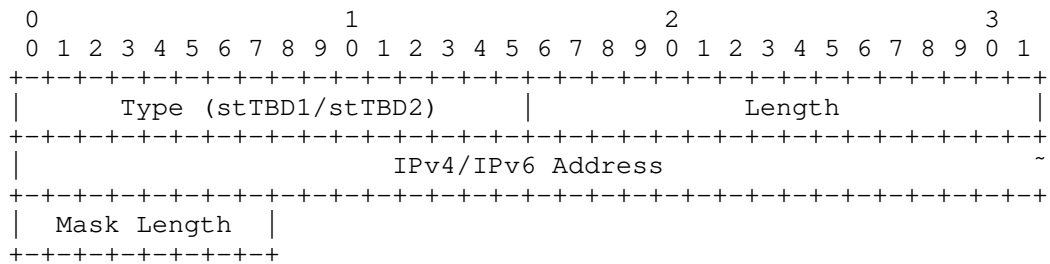 0                   1                   2                   3
 0 1 2 3 4 5 6 7 8 9 0 1 2 3 4 5 6 7 8 9 0 1 2 3 4 5 6 7 8 9 0 1
+-+-+-+-+-+-+-+-+-+-+-+-+-+-+-+-+-+-+-+-+-+-+-+-+-+-+-+-+-+-+-+-+
|      Type (stTBD1/stTBD2)     |             Length            |
+-+-+-+-+-+-+-+-+-+-+-+-+-+-+-+-+-+-+-+-+-+-+-+-+-+-+-+-+-+-+-+-+
|                       IPv4/IPv6 Address                       ~
+-+-+-+-+-+-+-+-+-+-+-+-+-+-+-+-+-+-+-+-+-+-+-+-+-+-+-+-+-+-+-+-+
|  Mask Length  |
+-+-+-+-+-+-+-+-+